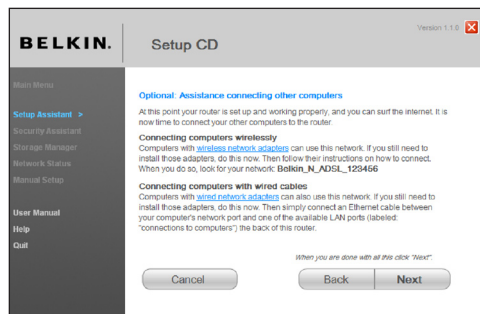 BELKIN.
Setup CD
Version 1.1.0
Main Menu
Setup Assistant >
Security Assistant
Storage Manager
Network Status
Manual Setup
User Manual
Help
Quit
Optional: Assistance connecting other computers
At this point your router is set up and working properly, and you can surf the Internet. It is
now time to connect your other computers to the router.
Connecting computers wirelessly
Computers with wireless network adapters can use this network. If you still need to
install those adapters, do this now. Then follow their instructions on how to connect.
When you do so, look for your network: Belkin_N_ADSL_123456
Connecting computers with wired cables
Computers with wired network adapters can also use this network. If you still need to
install those adapters, do this now. Then simply connect an Ethernet cable between
your computer's network port and one of the available LAN ports (labeled:
"connections to computers") the back of this router.
When you are done with all this click "Next".
Cancel
Back
Next